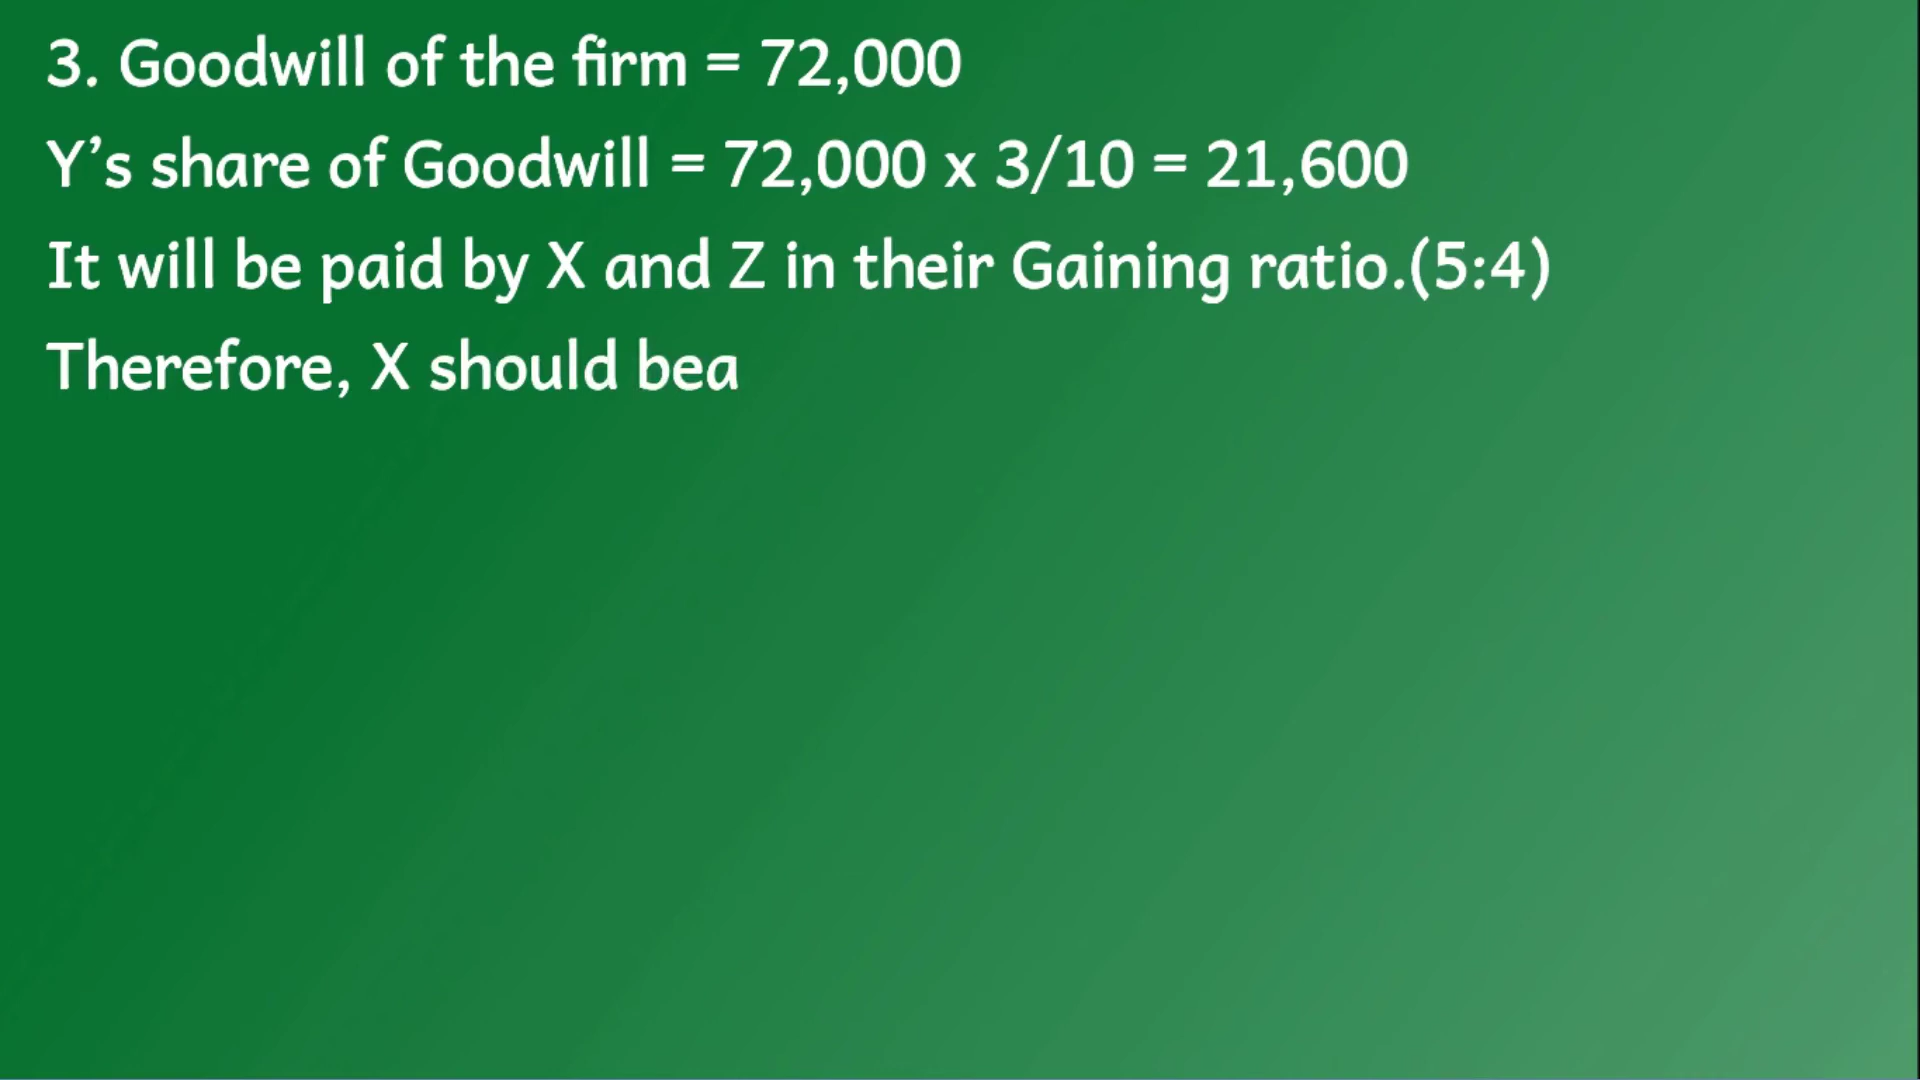 3. Goodwill of the firm = 72,000
Y’s share of Goodwill = 72,000 x 3/10 = 21,600
It will be paid by X and Z in their Gaining ratio.(5:4)
Therefore, X should bea